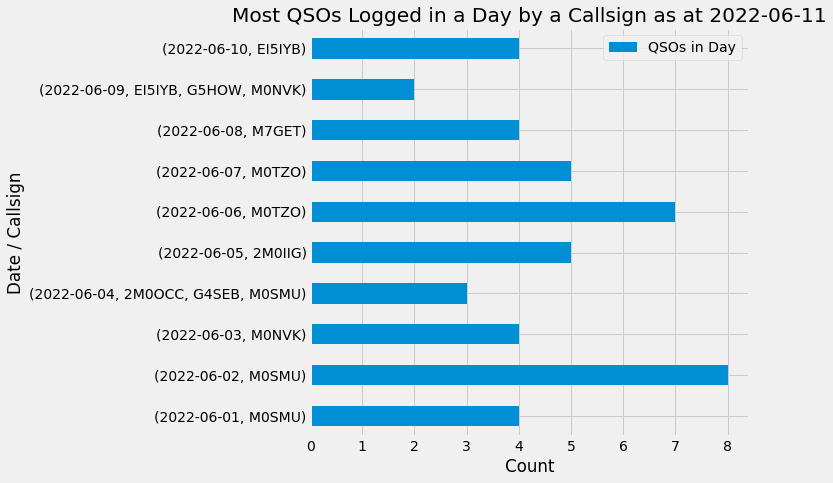 Most QSOs Logged in a Day by a Callsign as at 2022-06-11
QSOs in Day
Date / Callsign
(2022-06-10, EI5IYB)
(2022-06-09, EI5IYB, G5HOW, M0NVK)
(2022-06-08, M7GET)
(2022-06-07, M0TZO)
(2022-06-06, M0TZO)
(2022-06-05, 2M0IIG)
(2022-06-04, 2M0OCC, G4SEB, M0SMU)
(2022-06-03, M0NVK)
(2022-06-02, M0SMU)
(2022-06-01, M0SMU)
0 1 2 3 4 5 6 7 8
Count